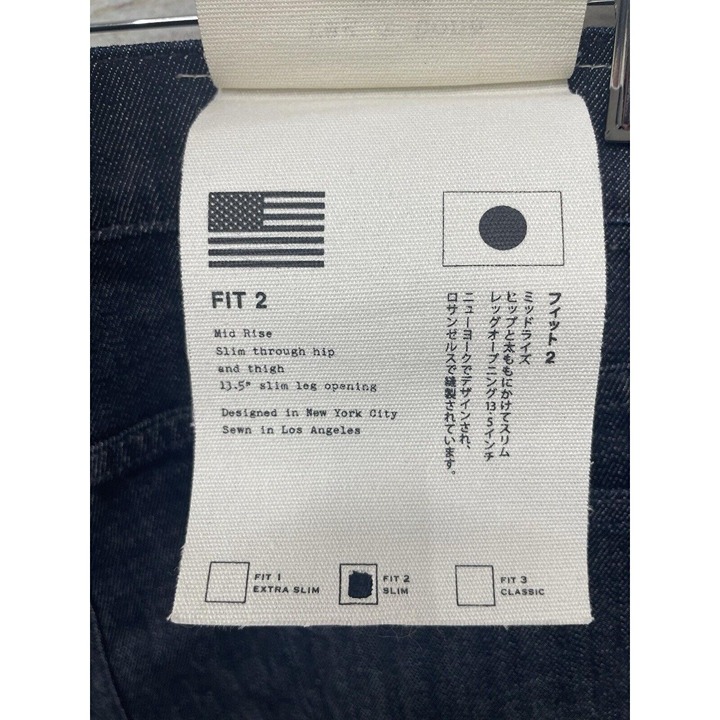 FIT 2
Mid Rise
Slim through hip
and thigh
13.5" slim leg opening
Designed in New York City
Sewn in Los Angeles
フィット 2
ミッドライズ
ヒップと太ももにかけてスリム
レッグオープニング13・5インチ
ニューヨークでデザインされ、
ロサンゼルスで縫製されています。
FIT 1
EXTRA SLIM
FIT 2
SLIM
FIT 3
CLASSIC